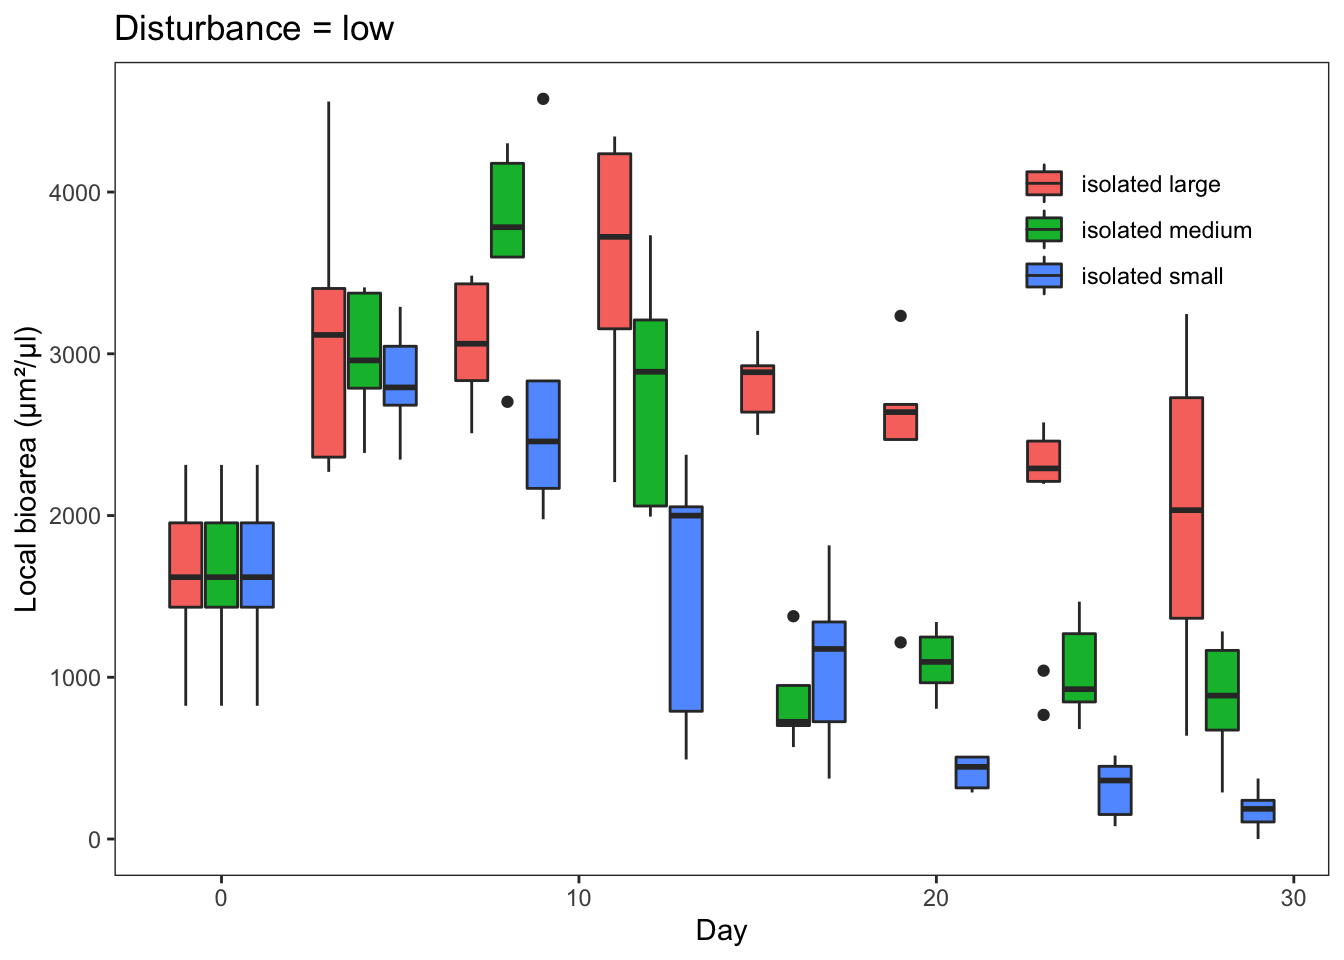 Disturbance = low
Local bioarea (μm²/μl)
4000
3000
2000
1000
0
isolated large
isolated medium
isolated small
0
10
20
30
Day